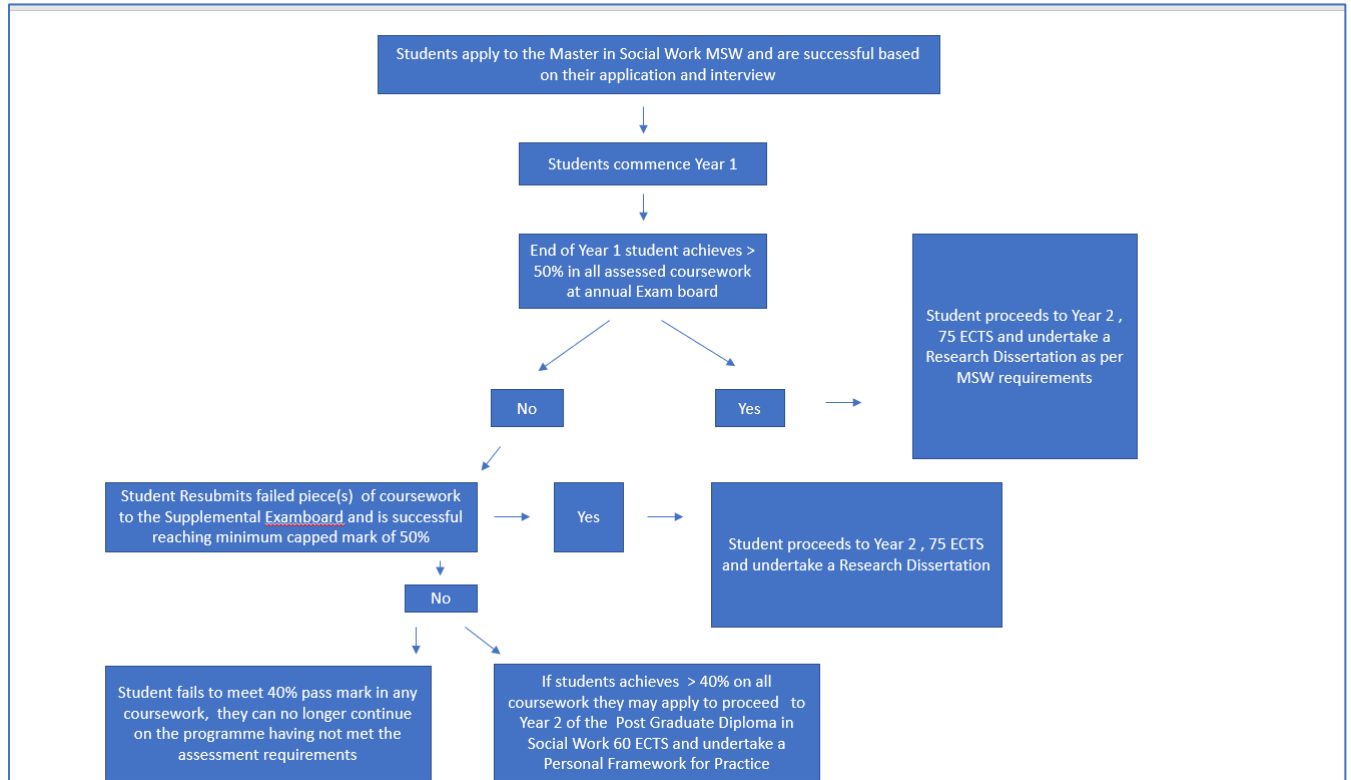 Students apply to the Master in Social Work MSW and are successful based
on their application and interview
Students commence Year 1
End of Year 1 student achieves >
50% in all assessed coursework
at annual Exam board
Student proceeds to Year 2 ,
75 ECTS and undertake a
Research Dissertation as per
MSW requirements
No
Yes
Student Resubmits failed piece(s) of coursework
to the Supplemental Examboard and is successful
reaching minimum capped mark of 50%
Yes
Student proceeds to Year 2 , 75 ECTS
and undertake a Research Dissertation
No
Student fails to meet 40% pass mark in any
coursework, they can no longer continue
on the programme having not met the
assessment requirements
If students achieves > 40% on all
coursework they may apply to proceed to
Year 2 of the Post Graduate Diploma in
Social Work 60 ECTS and undertake a
Personal Framework for Practice